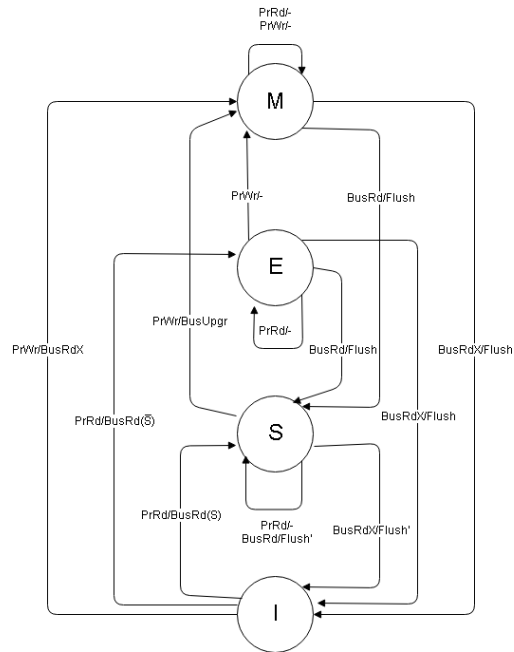 PrRd/-
PrWr/-
M
PrWr/-
BusRd/Flush
E
PrRd/-
PrWr/BusUpgr
BusRd/Flush
PrWr/BusRdX
BusRdX/Flush
PrRd/BusRd(S̅)
BusRdX/Flush
S
PrRd/BusRd(S)
PrRd/-
BusRd/Flush'
BusRdX/Flush'
I